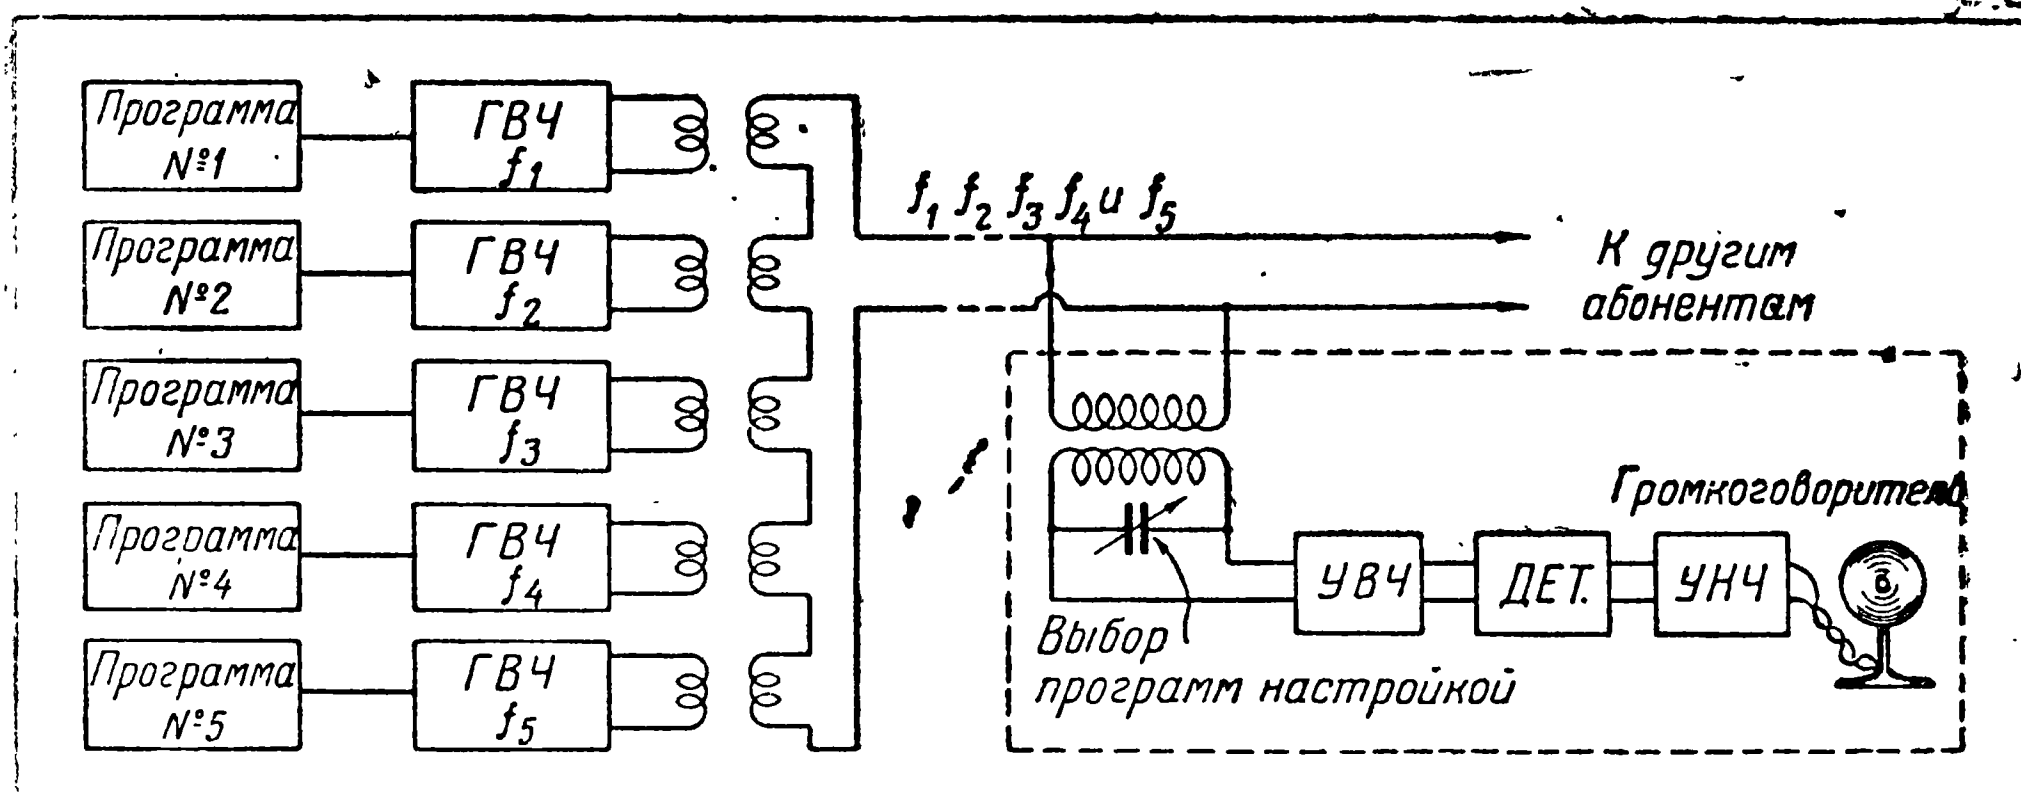 Программа
№1
ГВЧ
f1
Программа
№2
ГВЧ
f2
Программа
№3
ГВЧ
f3
Программа
№4
ГВЧ
f4
Программа
№5
ГВЧ
f5
f1 f2 f3 f4 и f5
К другим
абонентам
Громкоговоритель
УВЧ
ДЕТ.
УНЧ
Выбор
программ настройкой